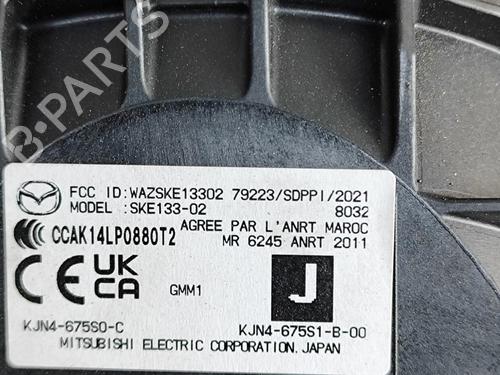 B-PARTS
FCC ID:WAZSKE13302 79223/SDPPI/2021
MODEL :SKE133-02 8032
CCAK14LP0880T2 AGREE PAR L'ANRT MAROC
MR 6245 ANRT 2011
CE UK CA GMM1 J
KJN4-675S0-C KJN4-675S1-B-00
MITSUBISHI ELECTRIC CORPORATION.JAPAN